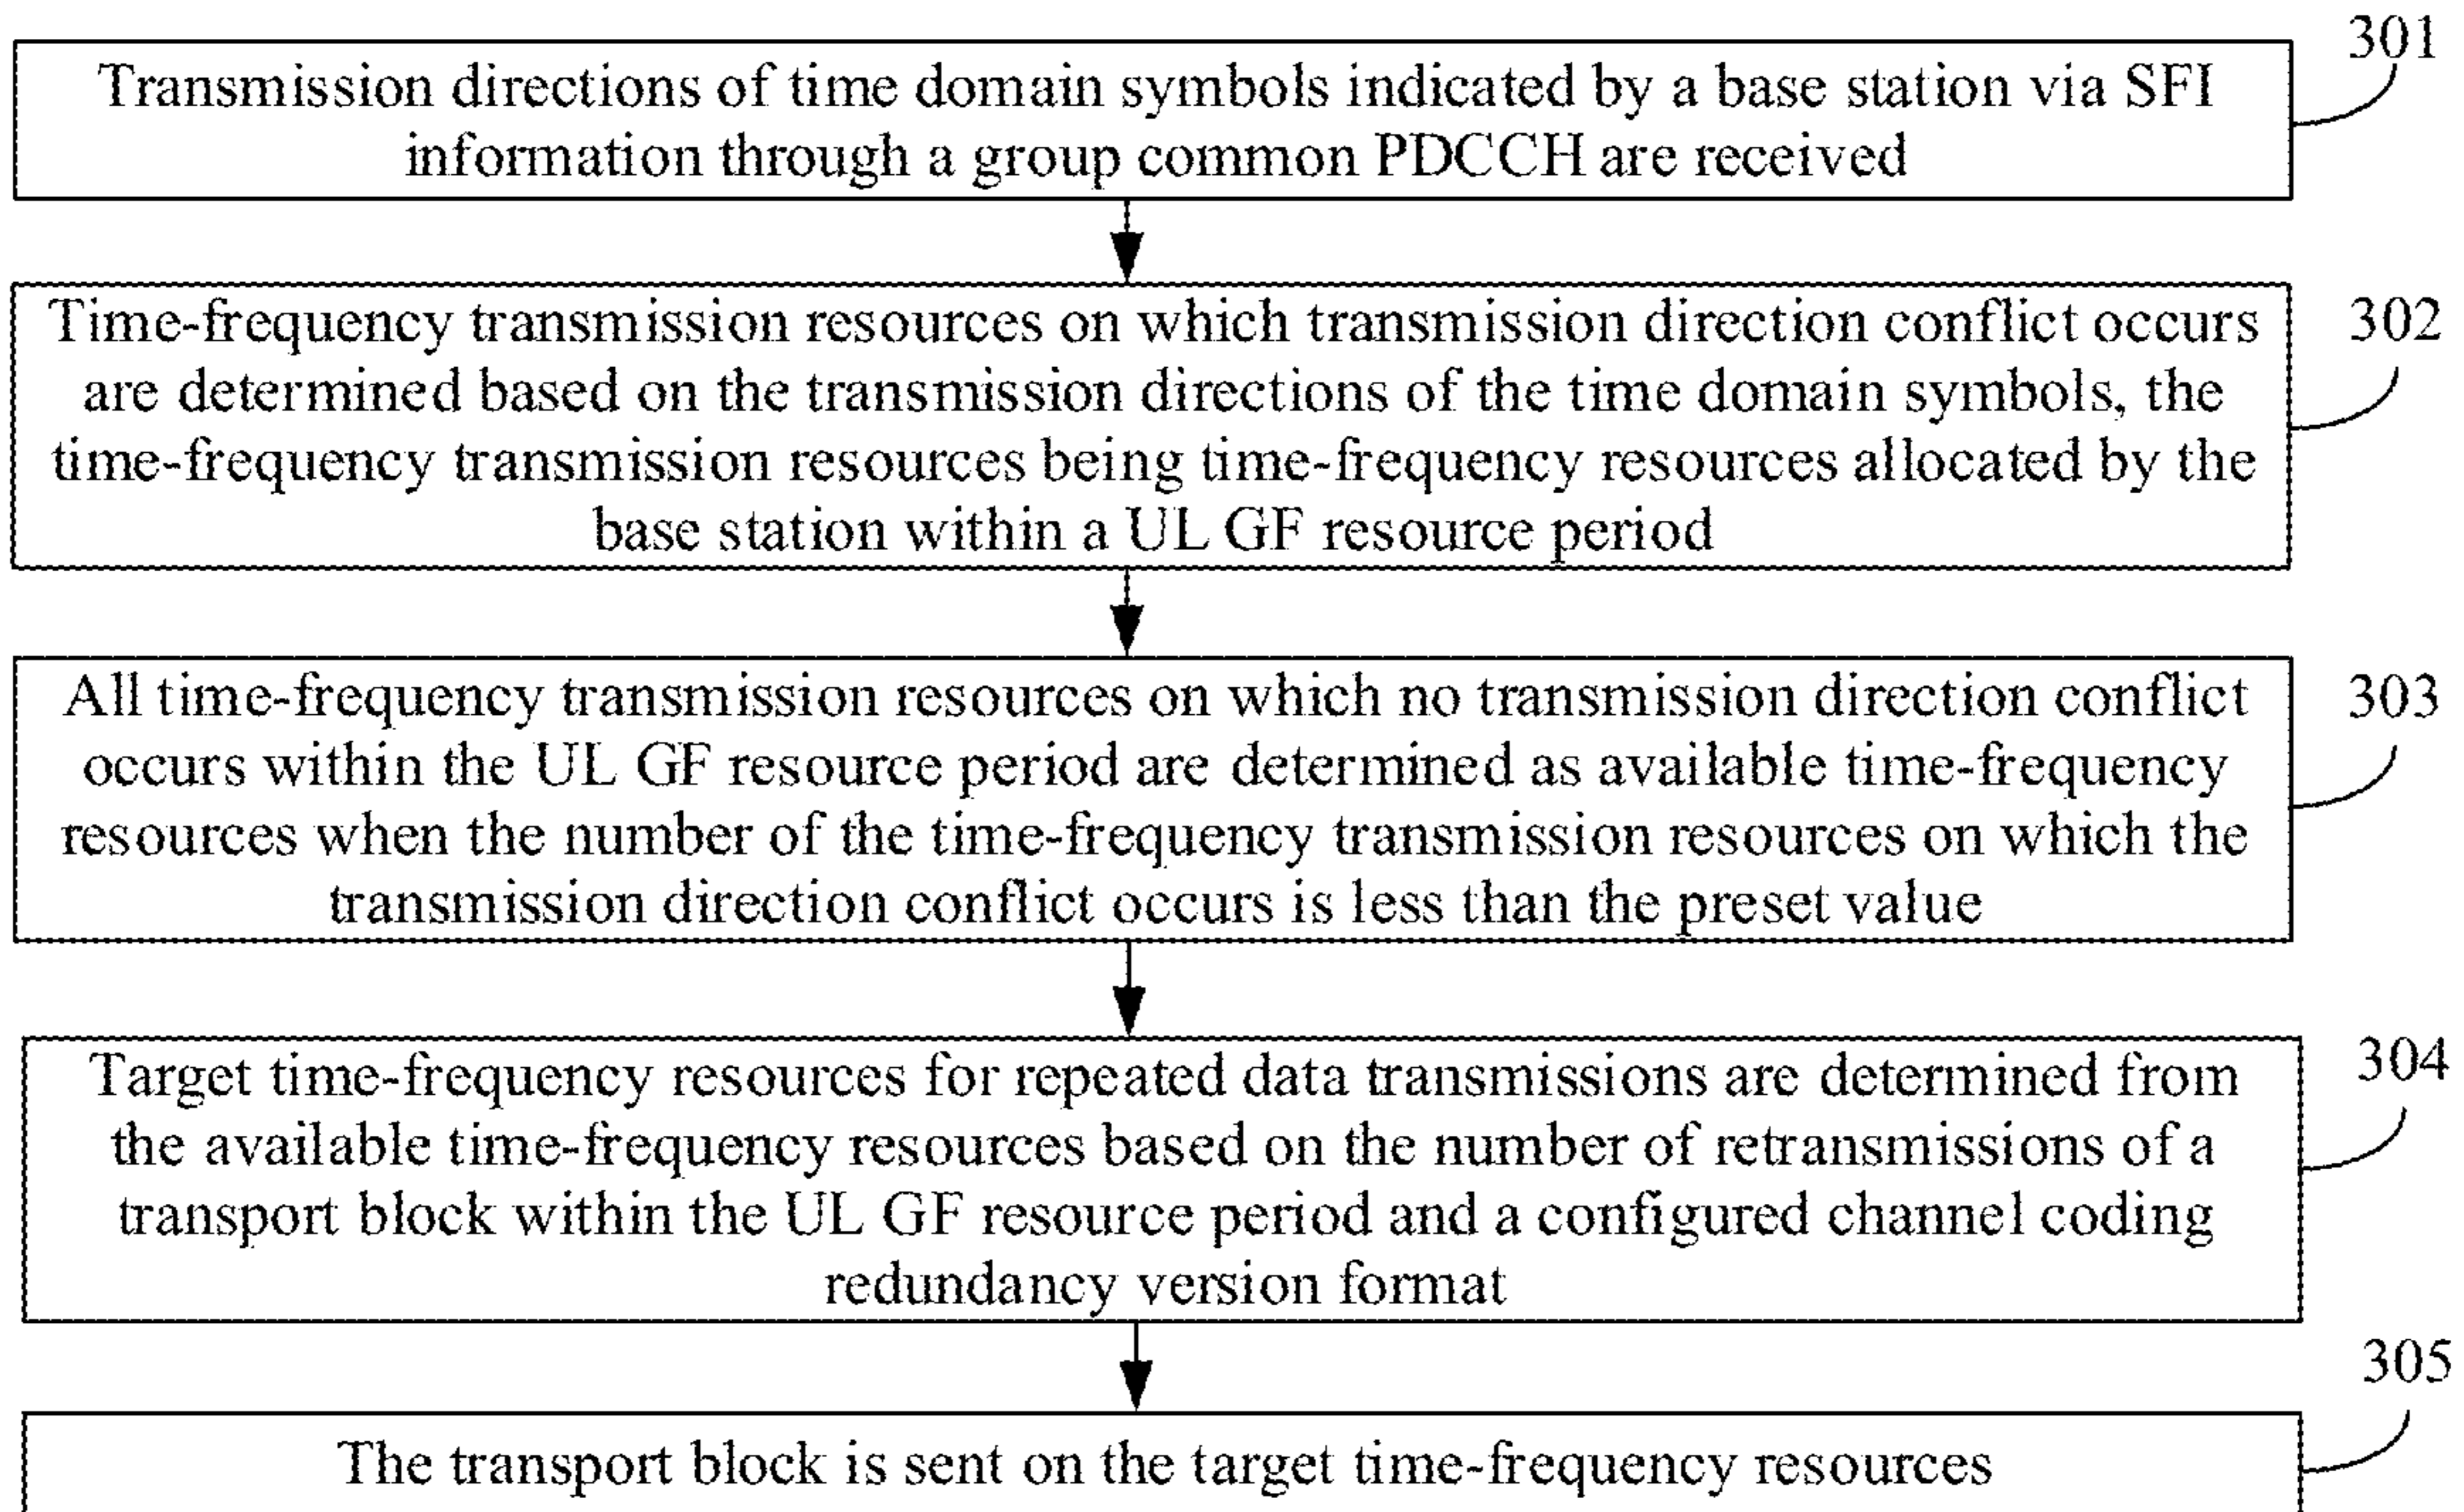 301
Transmission directions of time domain symbols indicated by a base station via SFI
information through a group common PDCCH are received
302
Time-frequency transmission resources on which transmission direction conflict occurs
are determined based on the transmission directions of the time domain symbols, the
time-frequency transmission resources being time-frequency resources allocated by the
base station within a UL GF resource period
303
All time-frequency transmission resources on which no transmission direction conflict
occurs within the UL GF resource period are determined as available time-frequency
resources when the number of the time-frequency transmission resources on which the
transmission direction conflict occurs is less than the preset value
304
Target time-frequency resources for repeated data transmissions are determined from
the available time-frequency resources based on the number of retransmissions of a
transport block within the UL GF resource period and a configured channel coding
redundancy version format
305
The transport block is sent on the target time-frequency resources